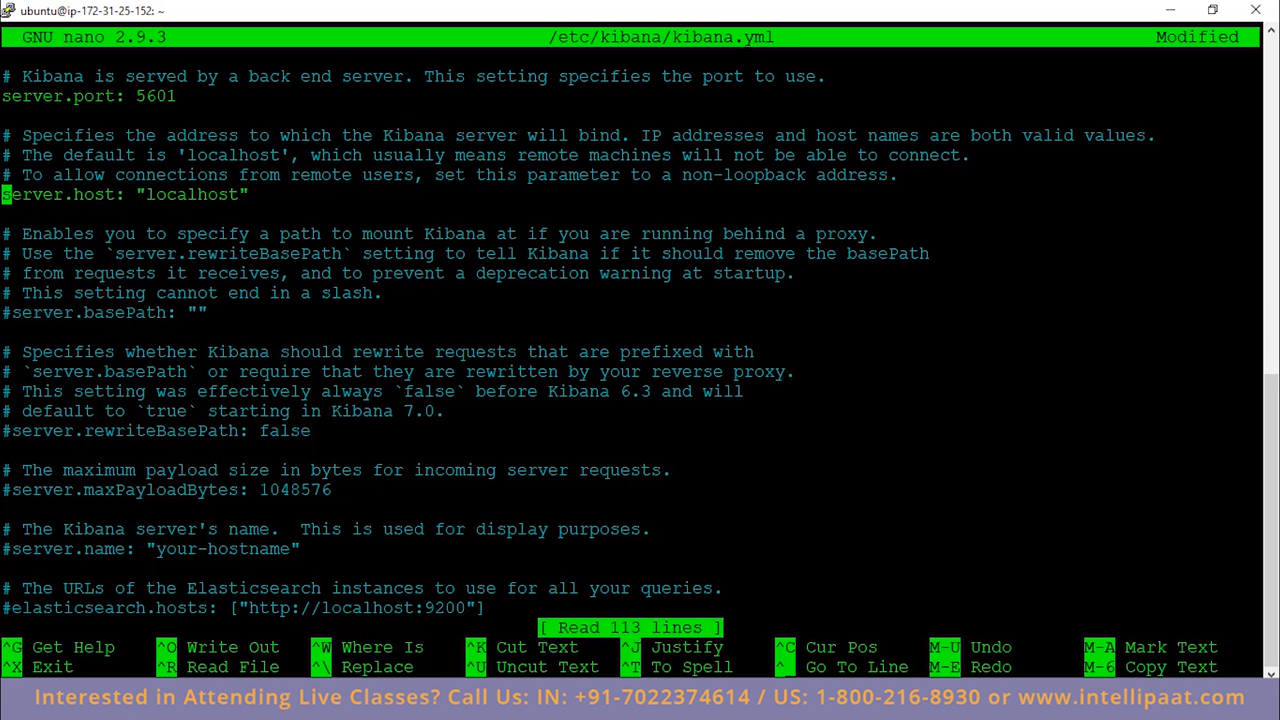 ubuntu@ip-172-31-25-152: ~
GNU nano 2.9.3 /etc/kibana/kibana.yml Modified
# Kibana is served by a back end server. This setting specifies the port to use.
server.port: 5601
# Specifies the address to which the Kibana server will bind. IP addresses and host names are both valid values.
# The default is 'localhost', which usually means remote machines will not be able to connect.
# To allow connections from remote users, set this parameter to a non-loopback address.
server.host: "localhost"
# Enables you to specify a path to mount Kibana at if you are running behind a proxy.
# Use the `server.rewriteBasePath` setting to tell Kibana if it should remove the basePath
# from requests it receives, and to prevent a deprecation warning at startup.
# This setting cannot end in a slash.
#server.basePath: ""
# Specifies whether Kibana should rewrite requests that are prefixed with
# `server.basePath` or require that they are rewritten by your reverse proxy.
# This setting was effectively always `false` before Kibana 6.3 and will
# default to `true` starting in Kibana 7.0.
#server.rewriteBasePath: false
# The maximum payload size in bytes for incoming server requests.
#server.maxPayloadBytes: 1048576
# The Kibana server's name.  This is used for display purposes.
#server.name: "your-hostname"
# The URLs of the Elasticsearch instances to use for all your queries.
#elasticsearch.hosts: ["http://localhost:9200"]
[ Read 113 lines ]
^G Get Help ^O Write Out ^W Where Is ^K Cut Text ^J Justify ^C Cur Pos M-U Undo M-A Mark Text
^X Exit ^R Read File ^\ Replace ^U Uncut Text ^T To Spell ^_ Go To Line M-E Redo M-6 Copy Text
Interested in Attending Live Classes? Call Us: IN: +91-7022374614 / US: 1-800-216-8930 or www.intellipaat.com